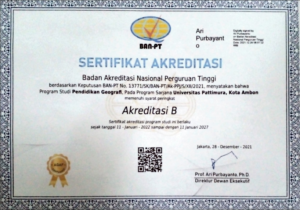 BAN-PT
Ari
Purbayant
o
SERTIFIKAT AKREDITASI
Badan Akreditasi Nasional Perguruan Tinggi
berdasarkan Keputusan BAN-PT No. 13771/SK/BAN-PT/Ak-PPJ/S/XII/2021, menyatakan bahwa
Program Studi Pendidikan Geografi, Pada Program Sarjana Universitas Pattimura, Kota Ambon
memenuhi syarat peringkat
Akreditasi B
Sertifikat akreditasi program studi ini berlaku
sejak tanggal 11 - Januari - 2022 sampai dengan 11 Januari 2027
Jakarta, 28 - Desember - 2021
Prof Ari Purbayanto, Ph.D
Direktur Dewan Eksekutif